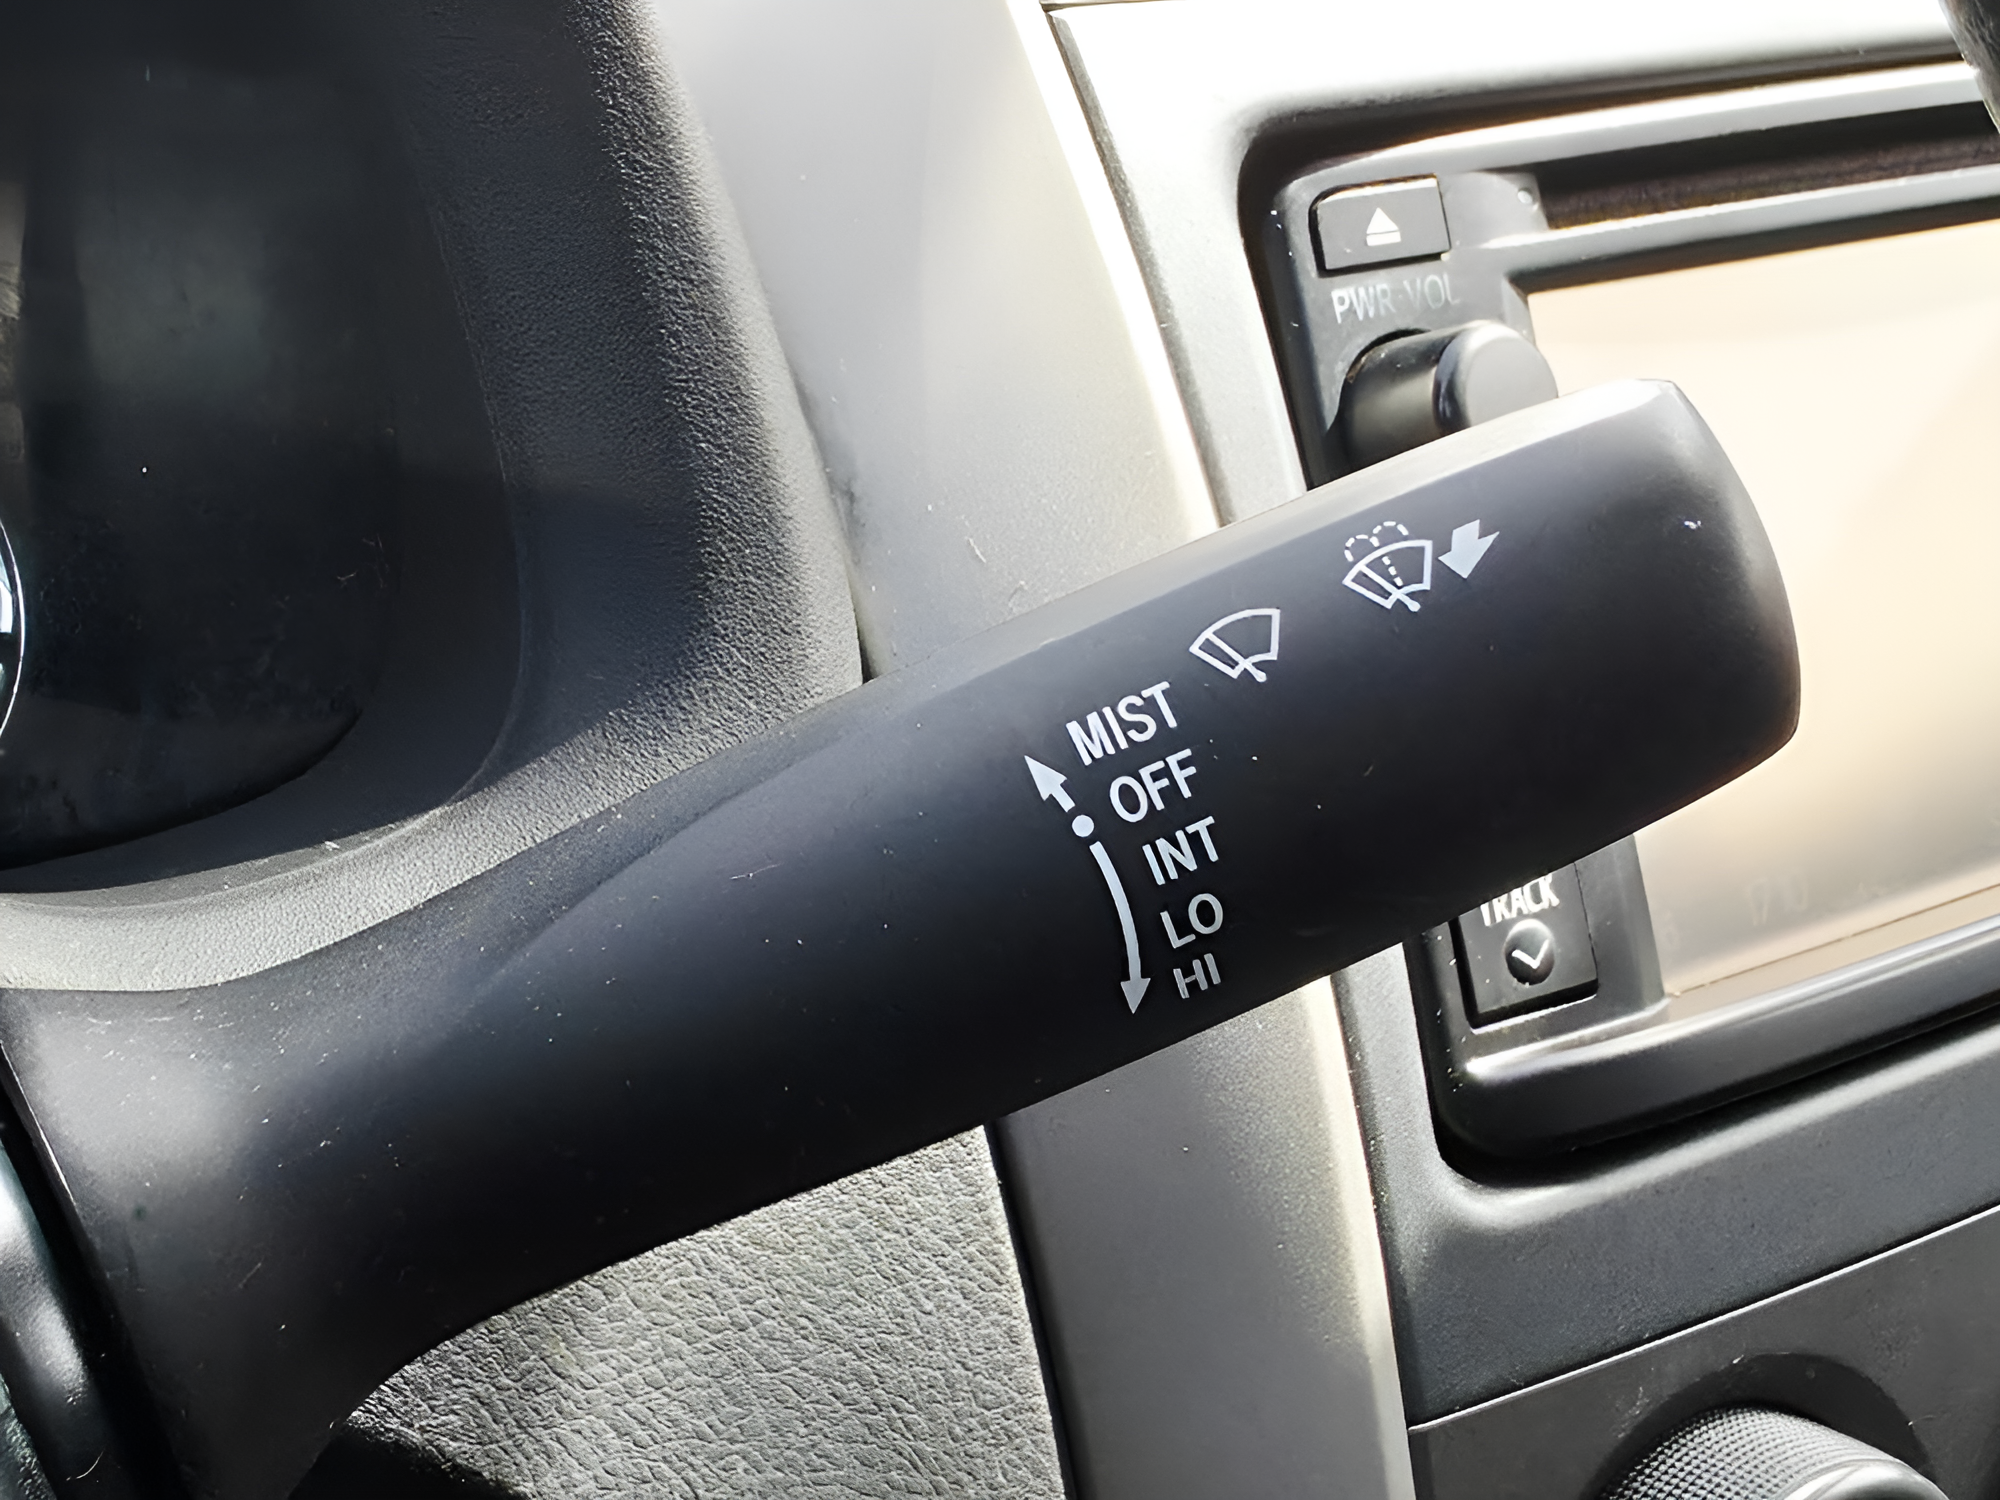 PWR·VOL
MIST
OFF
INT
LO
HI
TRACK